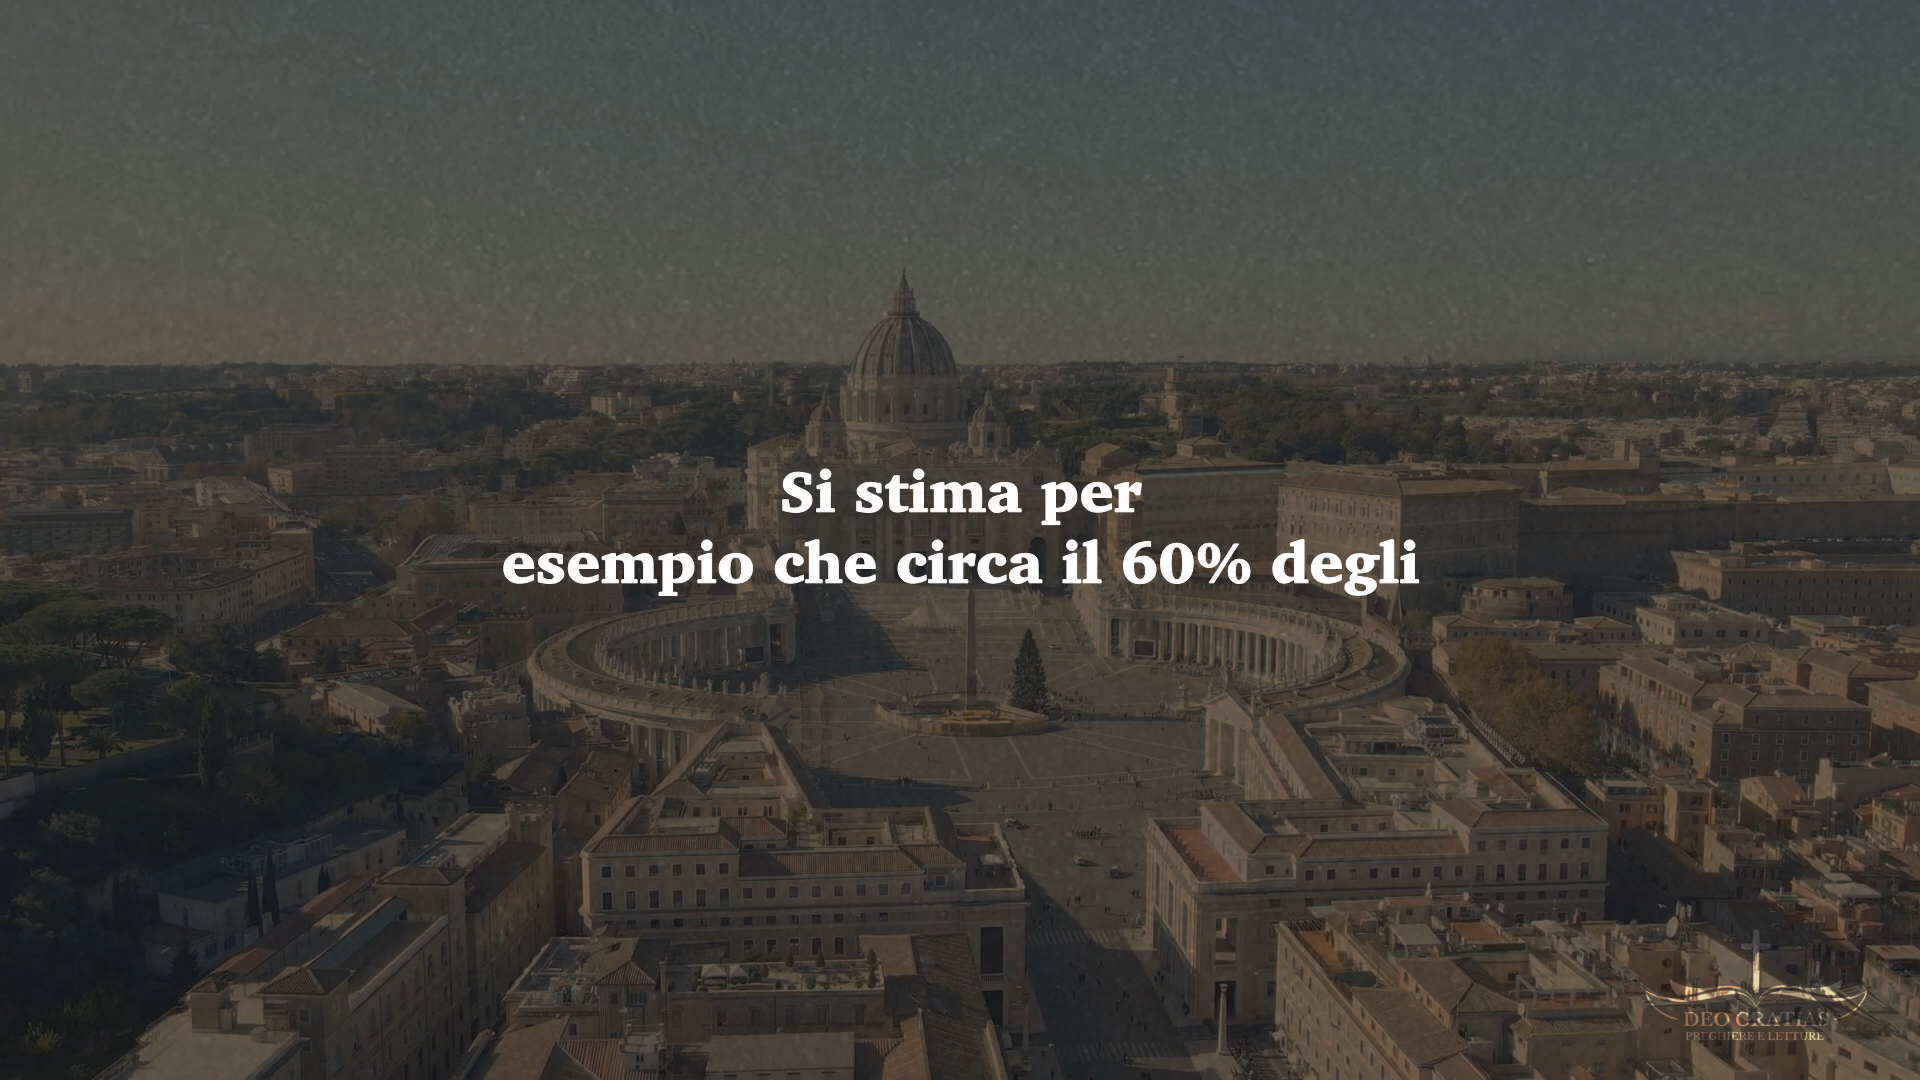 Si stima per
esempio che circa il 60% degli
DEO GRATIAS
PREGHIERE E LETTURE